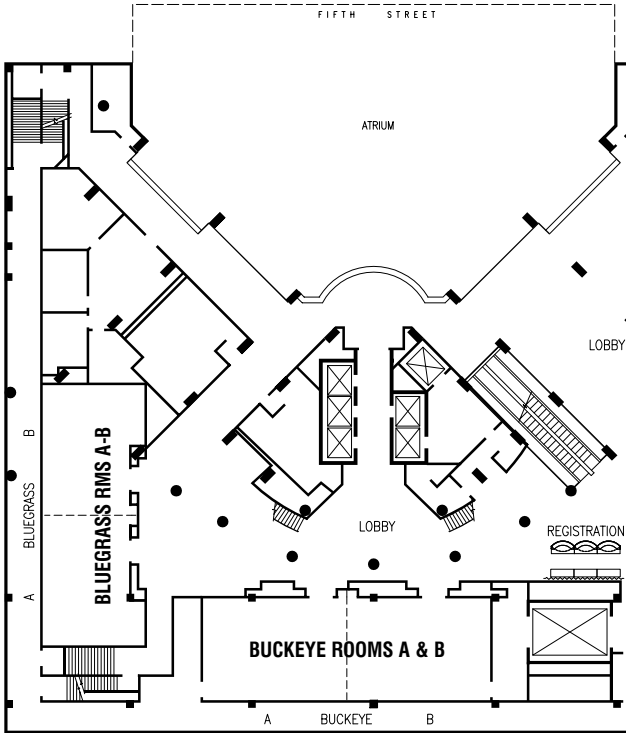 FIFTH STREET
ATRIUM
LOBBY
BLUEGRASS RMS A-B
A BLUEGRASS B
LOBBY
REGISTRATION
BUCKEYE ROOMS A & B
A BUCKEYE B